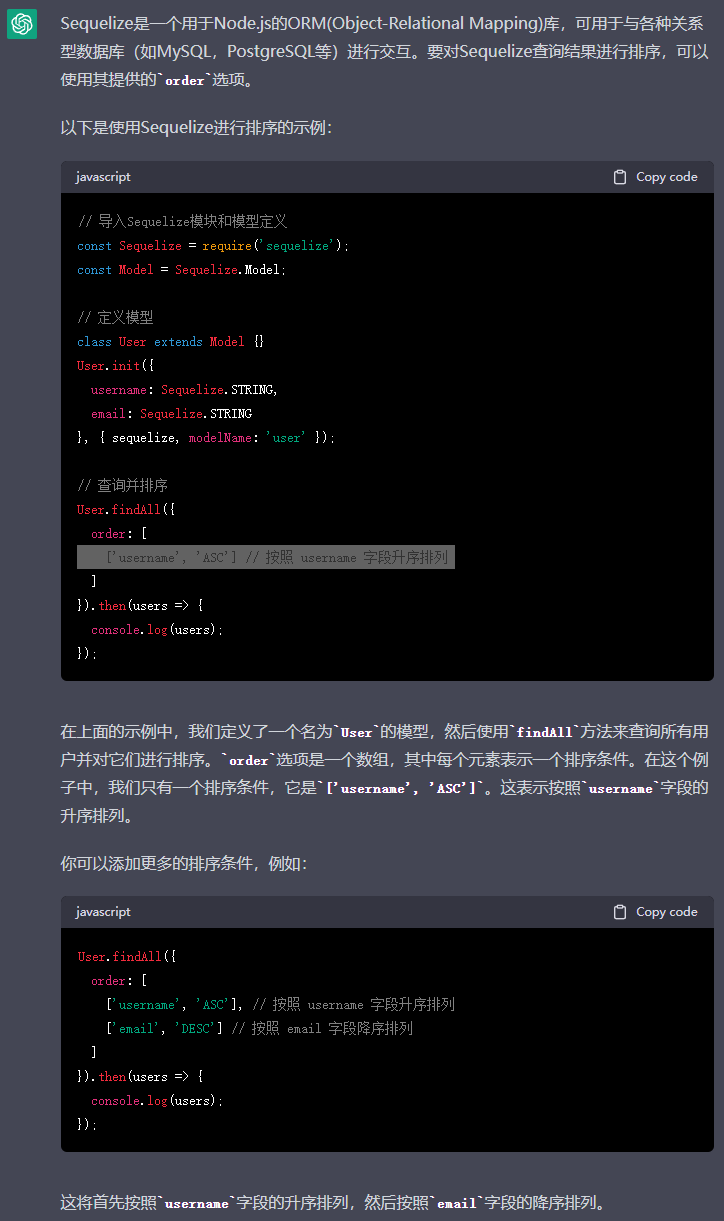 Sequelize是一个用于Node.js的ORM(Object-Relational Mapping)库，可用于与各种关系
型数据库（如MySQL，PostgreSQL等）进行交互。要对Sequelize查询结果进行排序，可以
使用其提供的`order`选项。
以下是使用Sequelize进行排序的示例：
javascript Copy code
// 导入Sequelize模块和模型定义
const Sequelize = require('sequelize');
const Model = Sequelize.Model;
// 定义模型
class User extends Model {}
User.init({
  username: Sequelize.STRING,
  email: Sequelize.STRING
}, { sequelize, modelName: 'user' });
// 查询并排序
User.findAll({
  order: [
    ['username', 'ASC'] // 按照 username 字段升序排列
  ]
}).then(users => {
  console.log(users);
});
在上面的示例中，我们定义了一个名为`User`的模型，然后使用`findAll`方法来查询所有用
户并对它们进行排序。`order`选项是一个数组，其中每个元素表示一个排序条件。在这个例
子中，我们只有一个排序条件，它是`['username', 'ASC']`。这表示按照`username`字段的
升序排列。
你可以添加更多的排序条件，例如：
javascript Copy code
User.findAll({
  order: [
    ['username', 'ASC'], // 按照 username 字段升序排列
    ['email', 'DESC'] // 按照 email 字段降序排列
  ]
}).then(users => {
  console.log(users);
});
这将首先按照`username`字段的升序排列，然后按照`email`字段的降序排列。